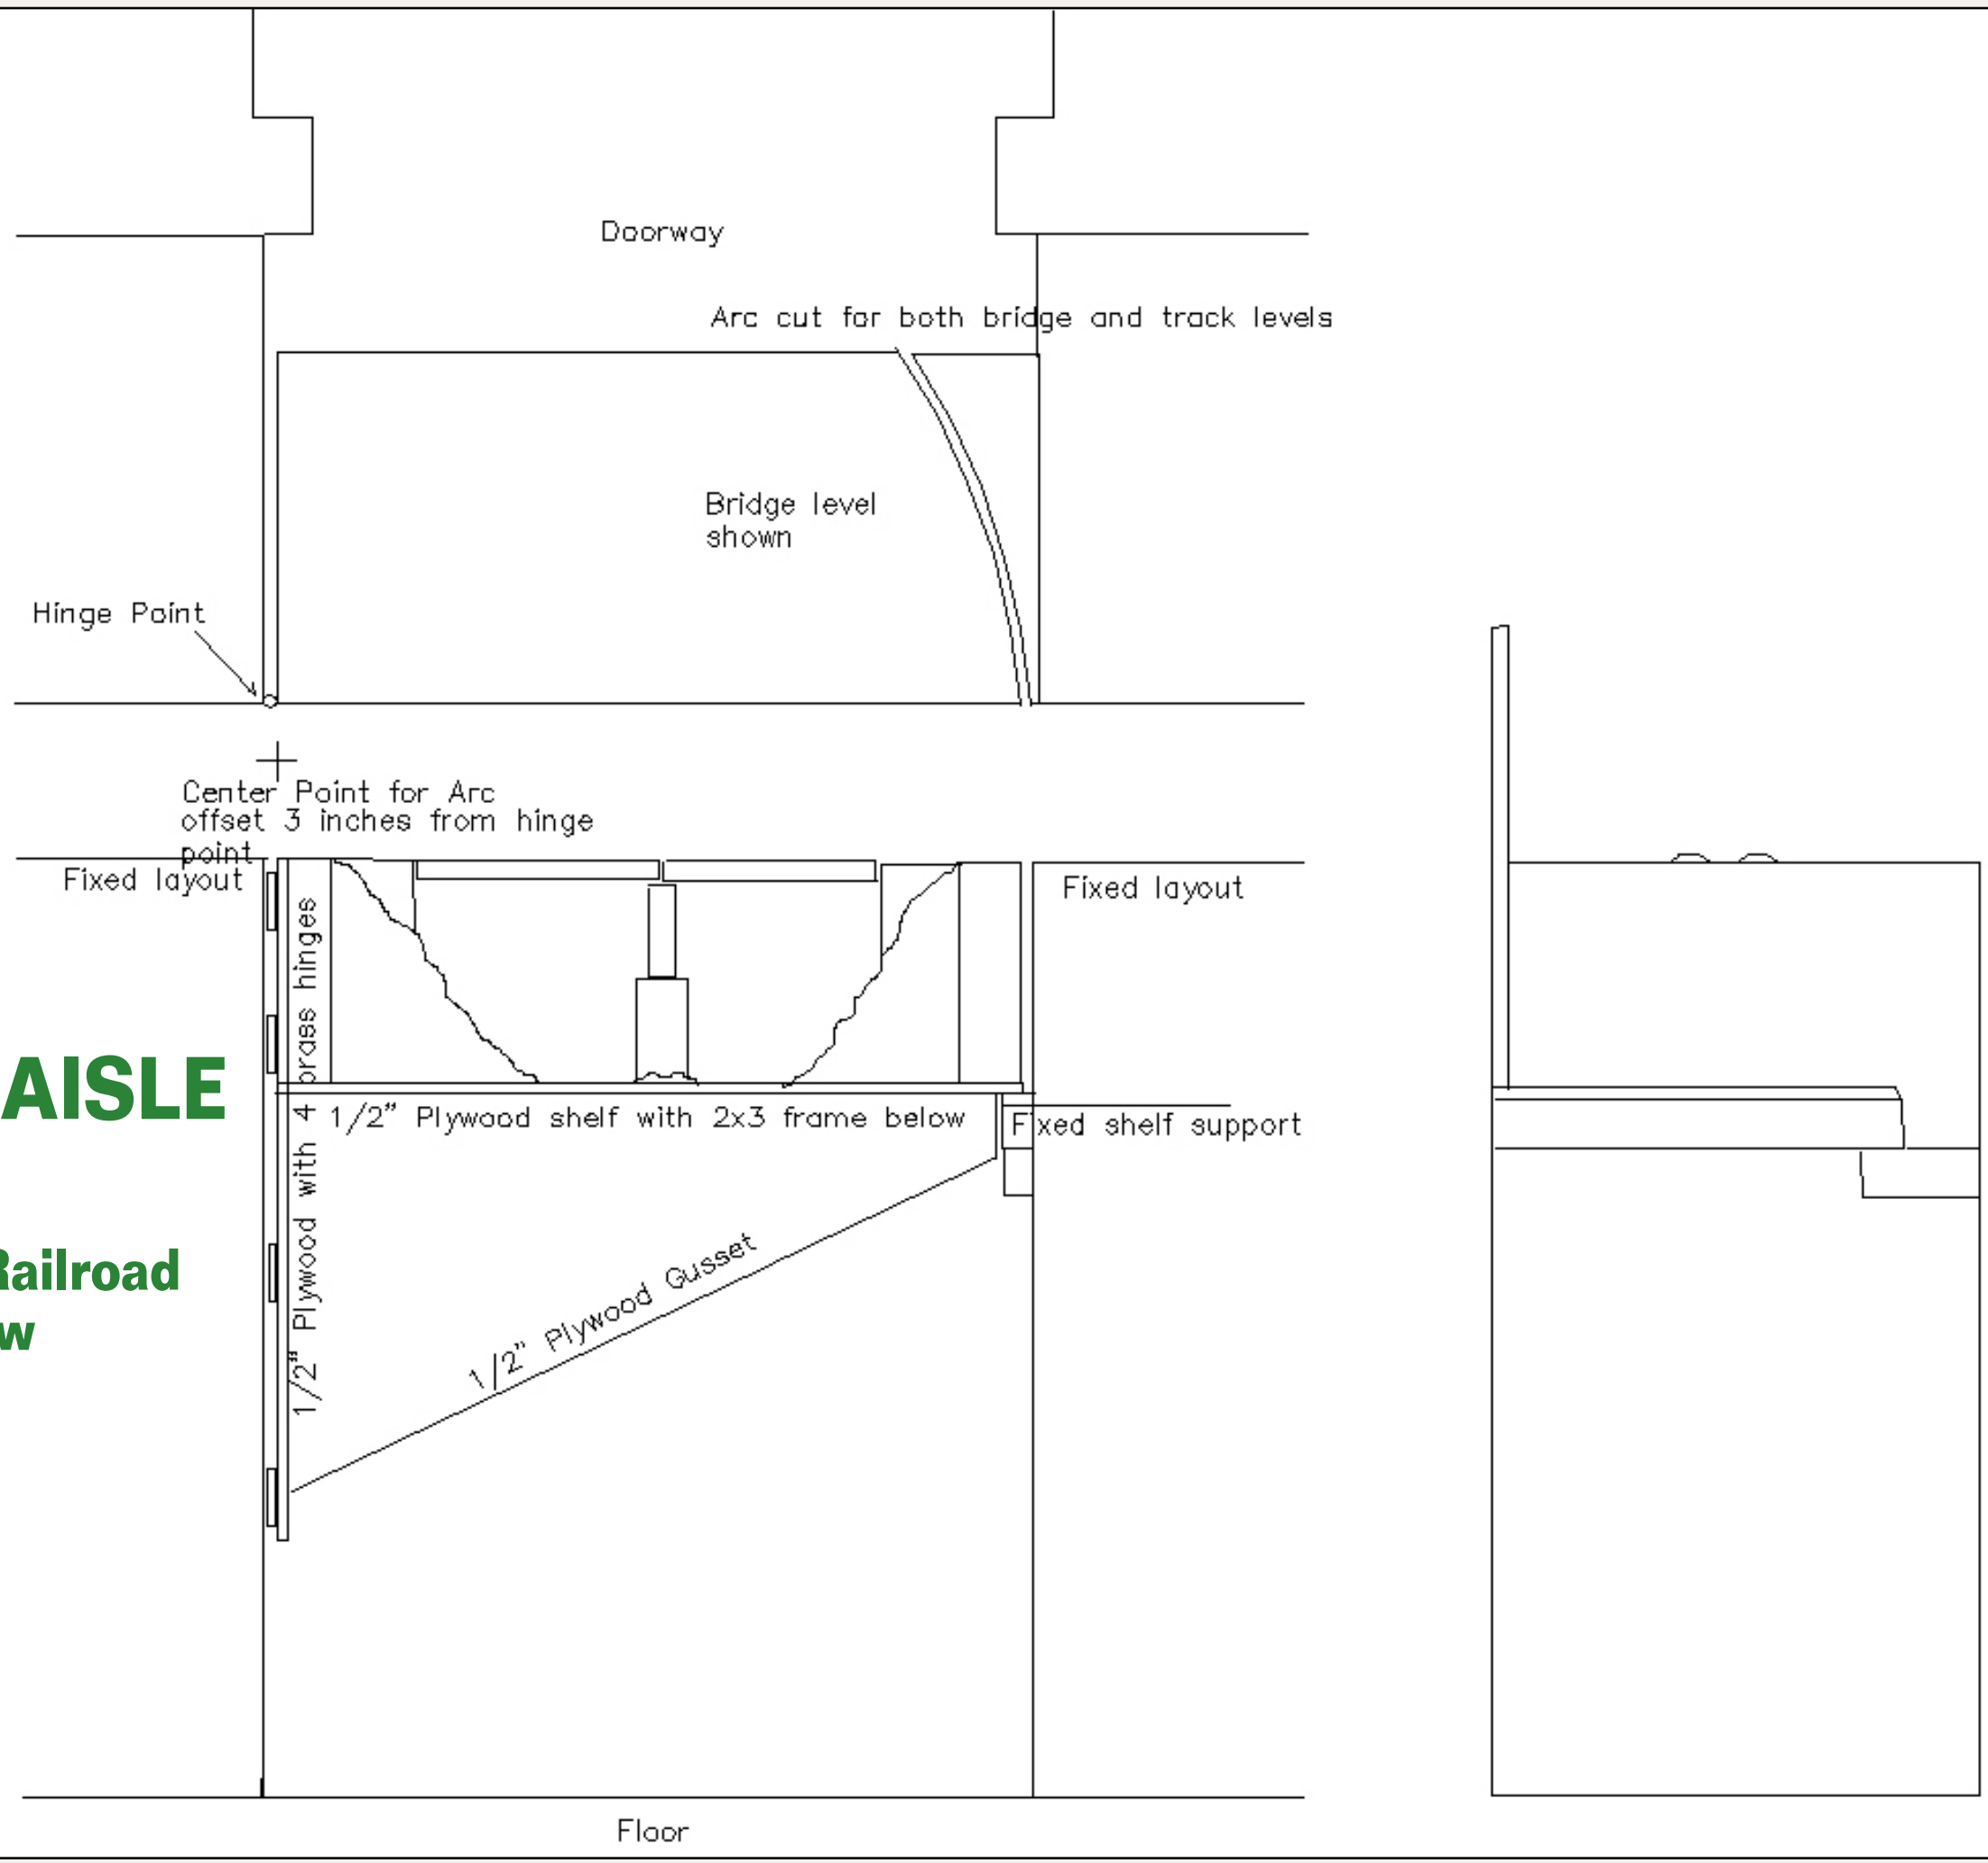 Doorway
Arc cut for both bridge and track levels
Bridge level
shown
Hinge Point
Center Point for Arc
offset 3 inches from hinge
point
Fixed layout
Fixed layout
1/2" Plywood with 4 brass hinges
AISLE
1/2" Plywood shelf with 2x3 frame below
Fixed shelf support
Railroad
1/2" Plywood Gusset
w
Floor